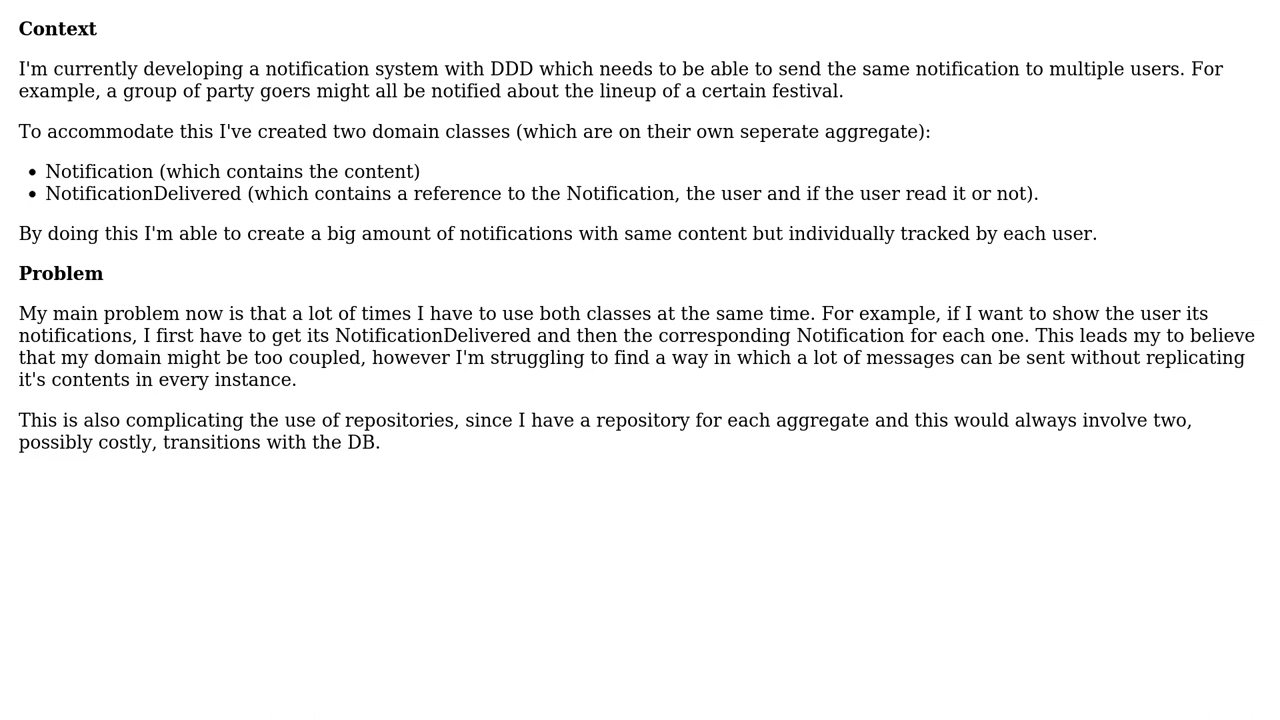 Context
I'm currently developing a notification system with DDD which needs to be able to send the same notification to multiple users. For
example, a group of party goers might all be notified about the lineup of a certain festival.
To accommodate this I've created two domain classes (which are on their own seperate aggregate):
• Notification (which contains the content)
• NotificationDelivered (which contains a reference to the Notification, the user and if the user read it or not).
By doing this I'm able to create a big amount of notifications with same content but individually tracked by each user.
Problem
My main problem now is that a lot of times I have to use both classes at the same time. For example, if I want to show the user its
notifications, I first have to get its NotificationDelivered and then the corresponding Notification for each one. This leads my to believe
that my domain might be too coupled, however I'm struggling to find a way in which a lot of messages can be sent without replicating
it's contents in every instance.
This is also complicating the use of repositories, since I have a repository for each aggregate and this would always involve two,
possibly costly, transitions with the DB.